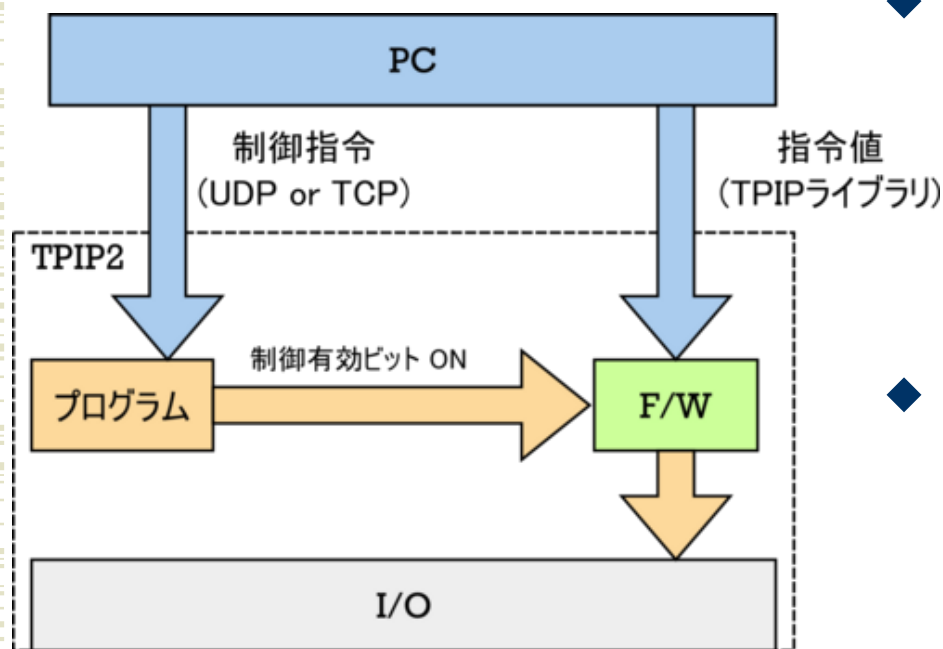 PC
制御指令
(UDP or TCP)
指令値
(TPIPライブラリ)
TPIP2
制御有効ビット ON
プログラム
F/W
I/O